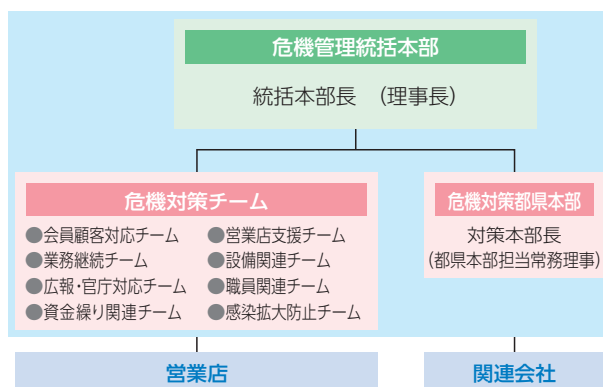 危機管理統括本部
統括本部長 （理事長）
危機対策チーム
●会員顧客対応チーム ●営業店支援チーム
●業務継続チーム ●設備関連チーム
●広報・官庁対応チーム ●職員関連チーム
●資金繰り関連チーム ●感染拡大防止チーム
危機対策都県本部
対策本部長
(都県本部担当常務理事)
営業店
関連会社